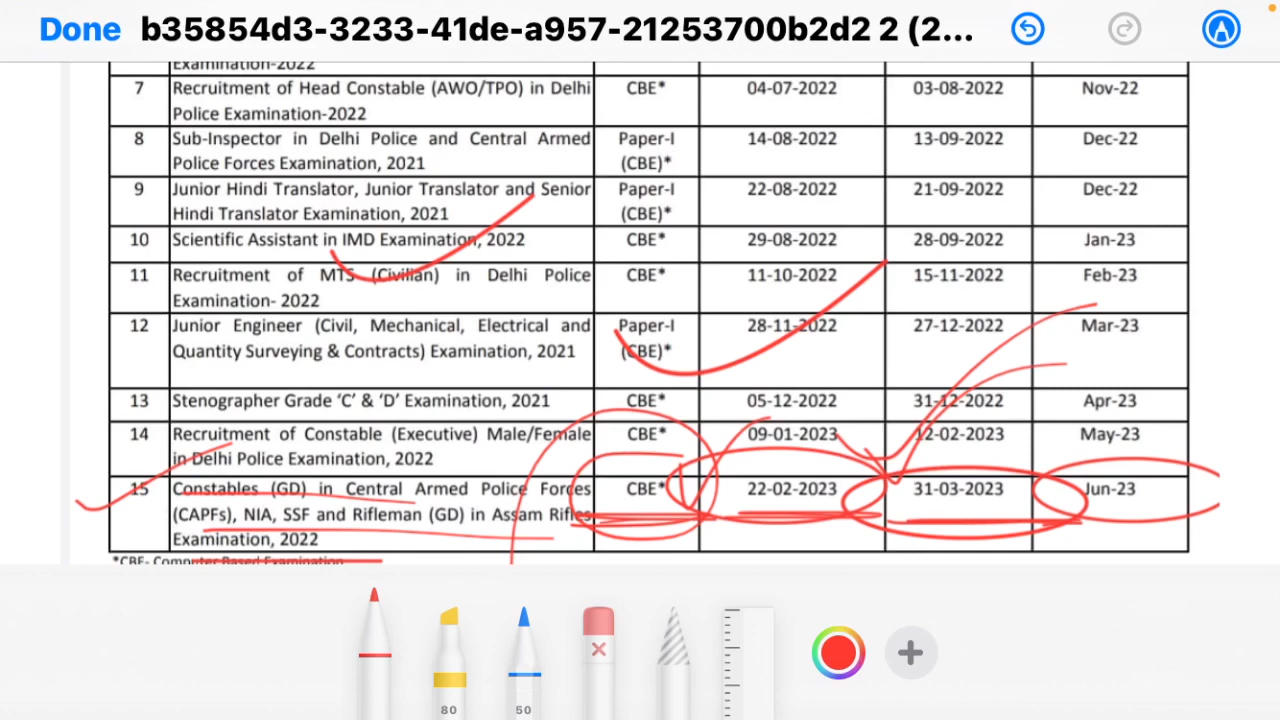 Done b35854d3-3233-41de-a957-21253700b2d2 2 (2...
Examination-2022
7 Recruitment of Head Constable (AWO/TPO) in Delhi CBE* 04-07-2022 03-08-2022 Nov-22
Police Examination-2022
8 Sub-Inspector in Delhi Police and Central Armed Paper-I 14-08-2022 13-09-2022 Dec-22
Police Forces Examination, 2021 (CBE)*
9 Junior Hindi Translator, Junior Translator and Senior Paper-I 22-08-2022 21-09-2022 Dec-22
Hindi Translator Examination, 2021 (CBE)*
10 Scientific Assistant in IMD Examination, 2022 CBE* 29-08-2022 28-09-2022 Jan-23
11 Recruitment of MTS (Civilian) in Delhi Police CBE* 11-10-2022 15-11-2022 Feb-23
Examination- 2022
12 Junior Engineer (Civil, Mechanical, Electrical and Paper-I 28-11-2022 27-12-2022 Mar-23
Quantity Surveying & Contracts) Examination, 2021 (CBE)*
13 Stenographer Grade ‘C’ & ‘D’ Examination, 2021 CBE* 05-12-2022 31-12-2022 Apr-23
14 Recruitment of Constable (Executive) Male/Female CBE* 09-01-2023 12-02-2023 May-23
in Delhi Police Examination, 2022
15 Constables (GD) in Central Armed Police Forces CBE* 22-02-2023 31-03-2023 Jun-23
(CAPFs), NIA, SSF and Rifleman (GD) in Assam Rifles
Examination, 2022
*CBE- Computer Based Examination
80 50